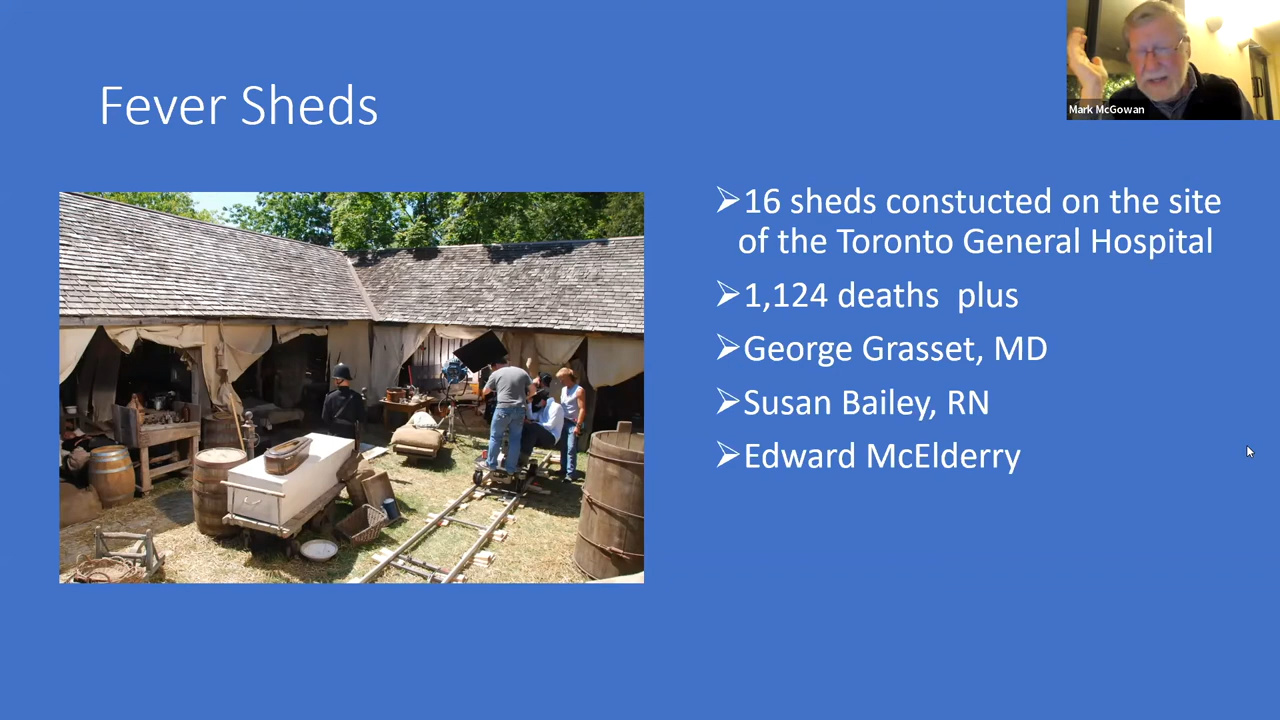 Fever Sheds
Mark McGowan
➢16 sheds constucted on the site
of the Toronto General Hospital
➢1,124 deaths  plus
➢George Grasset, MD
➢Susan Bailey, RN
➢Edward McElderry